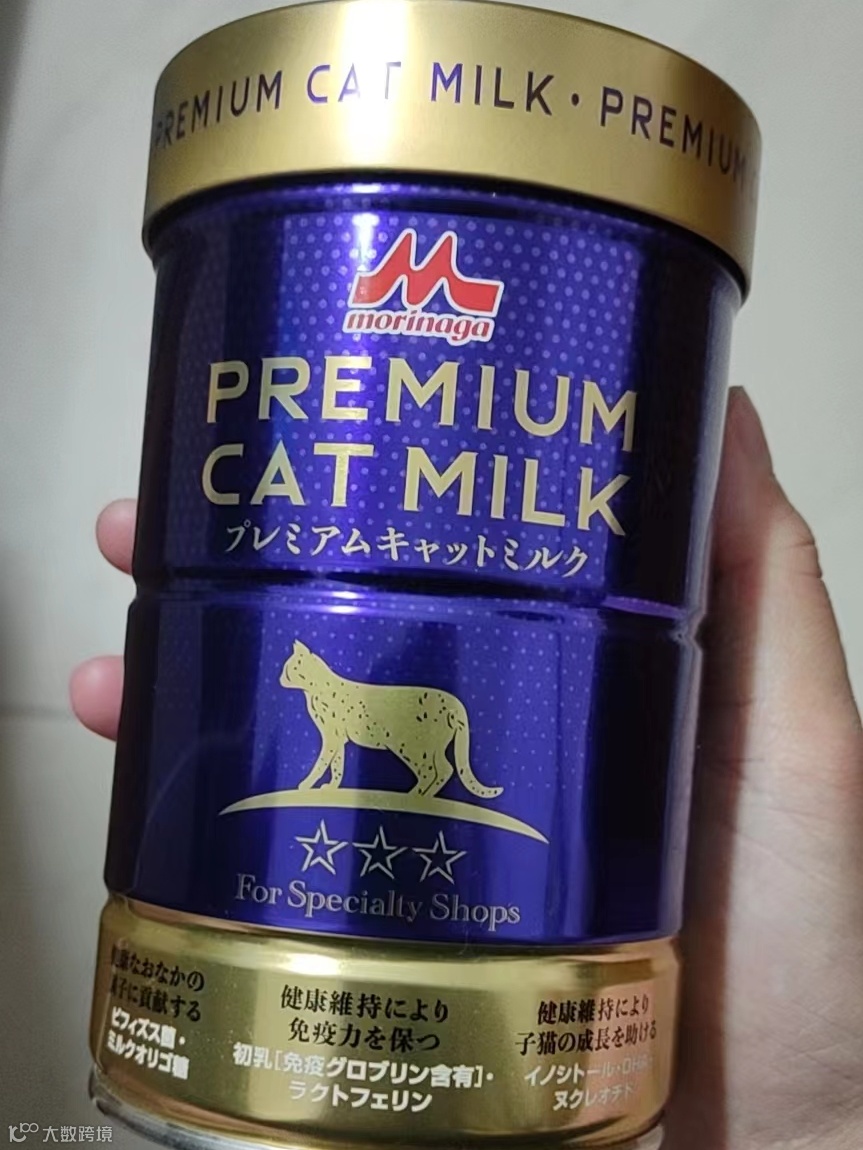 PREMIUM CAT MILK・PREMIUM
morinaga
PREMIUM
CAT MILK
プレミアムキャットミルク
☆☆☆
For Specialty Shops
なおなかの
子に貢献する
ビフィズス菌・
ミルクオリゴ糖
健康維持により
免疫力を保つ
初乳[免疫グロブリン含有]・
ラクトフェリン
健康維持により
子猫の成長を助ける
イノシトール・DHA・
ヌクレオチド
大数跨境